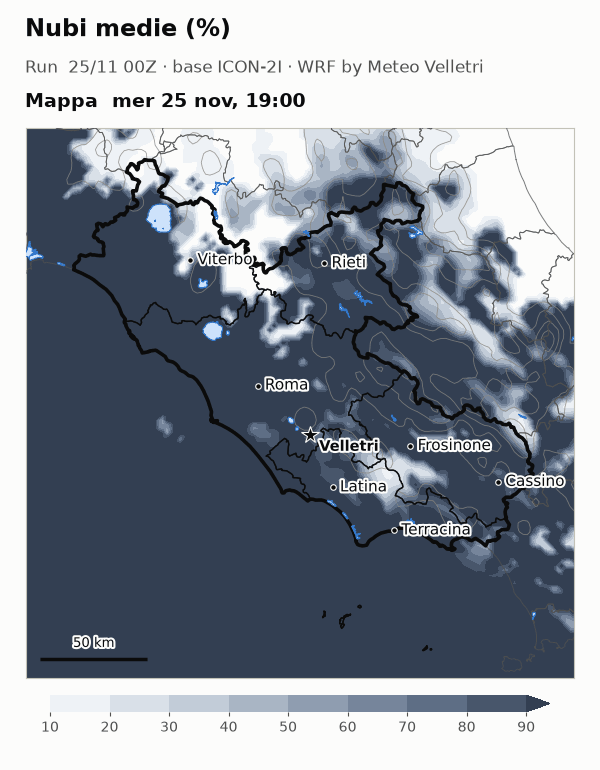 Nubi medie (%)
Run  25/11 00Z · base ICON-2I · WRF by Meteo Velletri
Mappa  mer 25 nov, 19:00
Viterbo
Rieti
Roma
Velletri
Frosinone
Latina
Cassino
Terracina
50 km
10 20 30 40 50 60 70 80 90